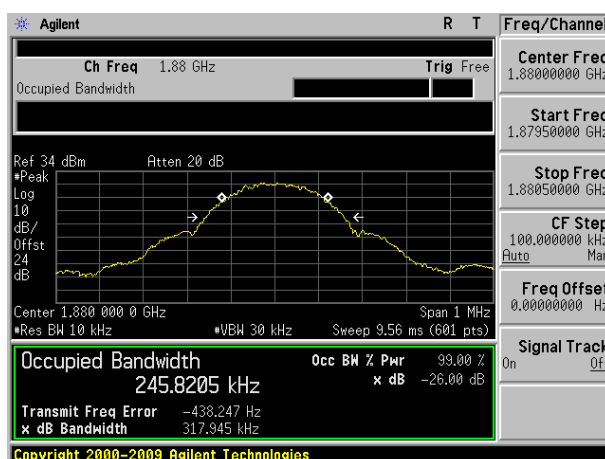 Agilent R T
Ch Freq 1.88 GHz Trig Free
Occupied Bandwidth
Ref 34 dBm Atten 20 dB
#Peak
Log
10
dB/
Offst
24
dB
Center 1.880 000 0 GHz Span 1 MHz
#Res BW 10 kHz #VBW 30 kHz Sweep 9.56 ms (601 pts)
Occupied Bandwidth Occ BW % Pwr 99.00 %
245.8205 kHz x dB -26.00 dB
Transmit Freq Error -438.247 Hz
x dB Bandwidth 317.945 kHz
Copyright 2000-2009 Agilent Technologies
Freq/Channel
Center Freq
1.88000000 GHz
Start Freq
1.87950000 GHz
Stop Freq
1.88050000 GHz
CF Step
100.000000 kHz
Auto Man
Freq Offset
0.00000000 Hz
Signal Track
On Off